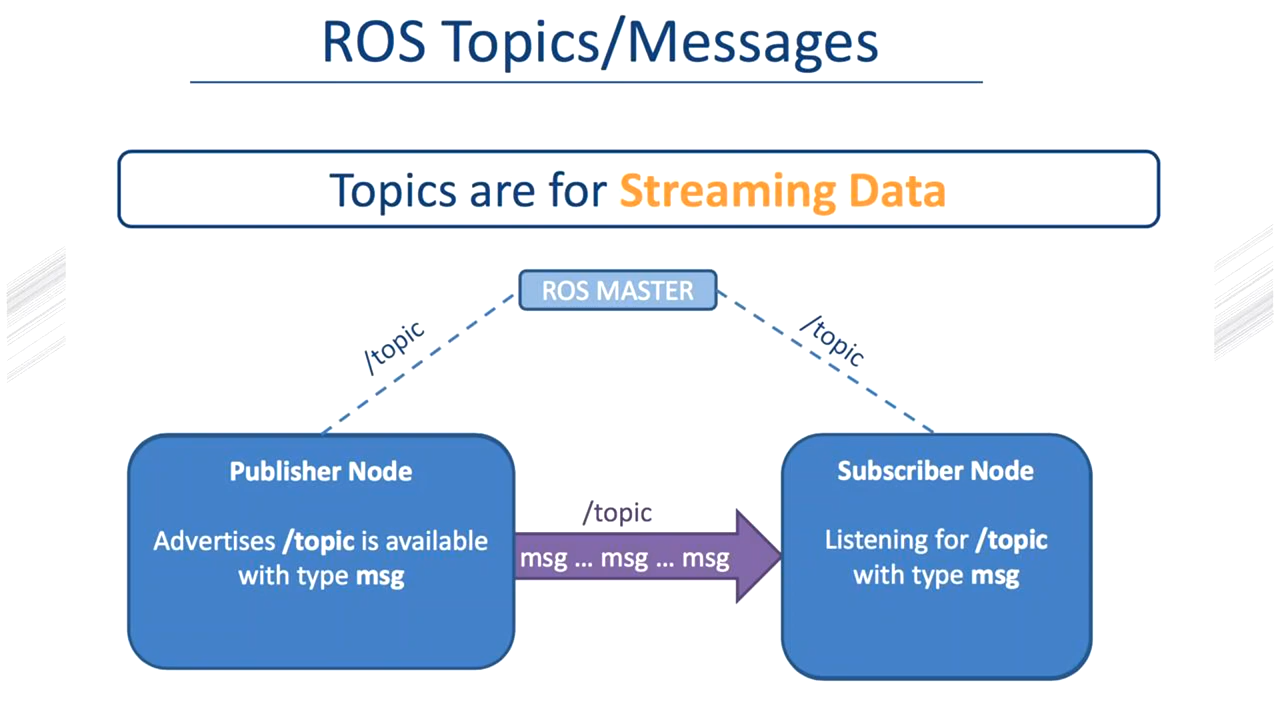 ROS Topics/Messages
Topics are for Streaming Data
ROS MASTER
/topic
/topic
Publisher Node
Advertises /topic is available
with type msg
/topic
msg ... msg ... msg
Subscriber Node
Listening for /topic
with type msg